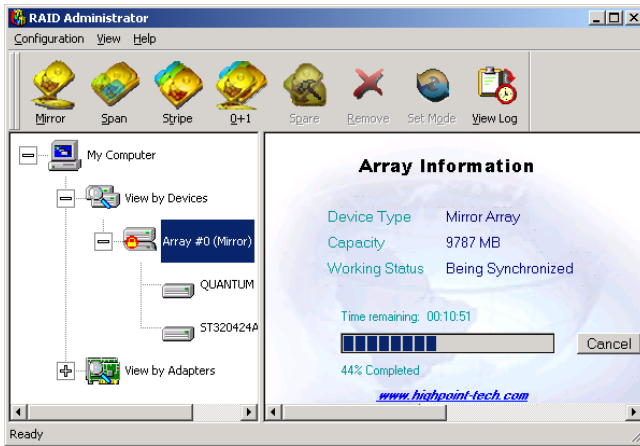 RAID Administrator
Configuration View Help
Mirror Span Stripe 0+1 Spare Remove Set Mode View Log
My Computer
View by Devices
Array #0 (Mirror)
QUANTUM
ST320424A
View by Adapters
Array Information
Device Type Mirror Array
Capacity 9787 MB
Working Status Being Synchronized
Time remaining: 00:10:51
Cancel
44% Completed
www.highpoint-tech.com
Ready